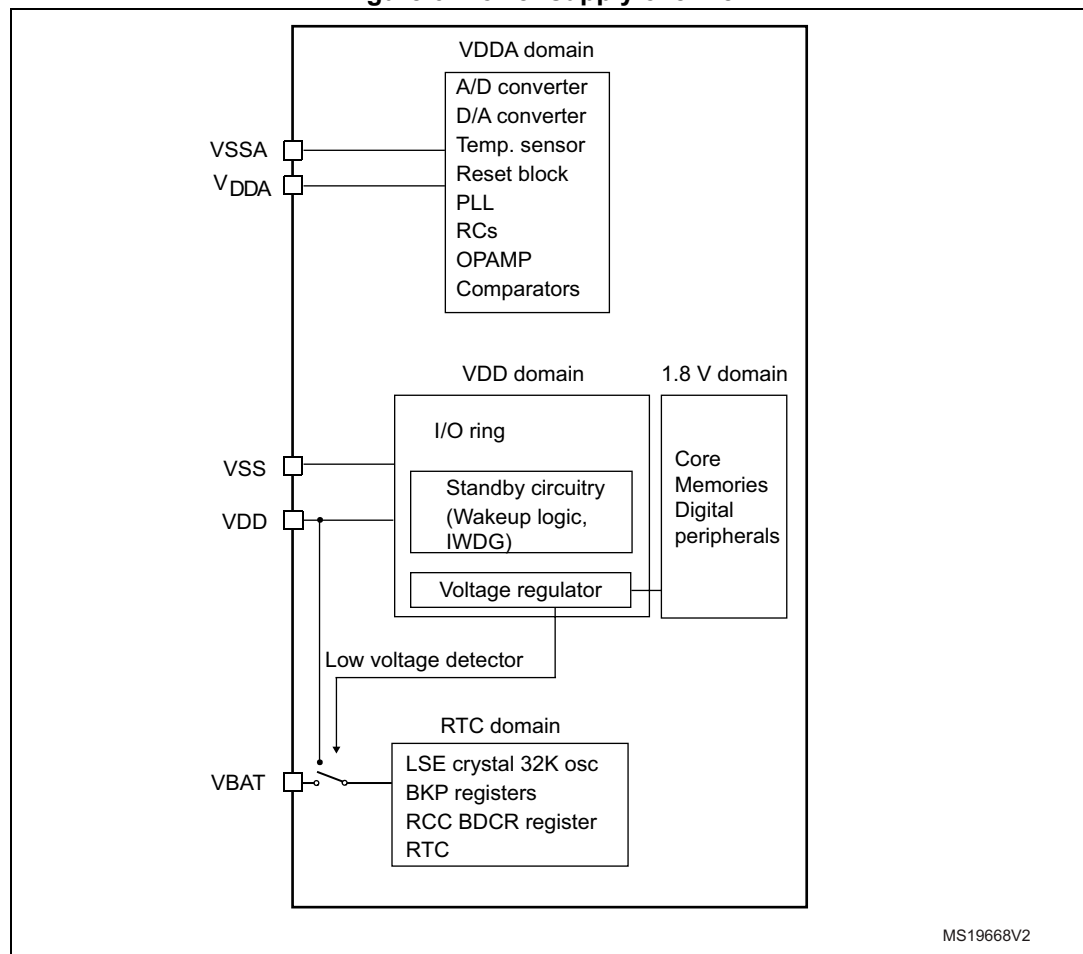 VDDA domain
A/D converter
D/A converter
Temp. sensor
Reset block
PLL
RCs
OPAMP
Comparators
VSSA
VDDA
VDD domain
1.8 V domain
I/O ring
Standby circuitry
(Wakeup logic,
IWDG)
Voltage regulator
Core
Memories
Digital
peripherals
VSS
VDD
Low voltage detector
RTC domain
LSE crystal 32K osc
BKP registers
RCC BDCR register
RTC
VBAT
MS19668V2